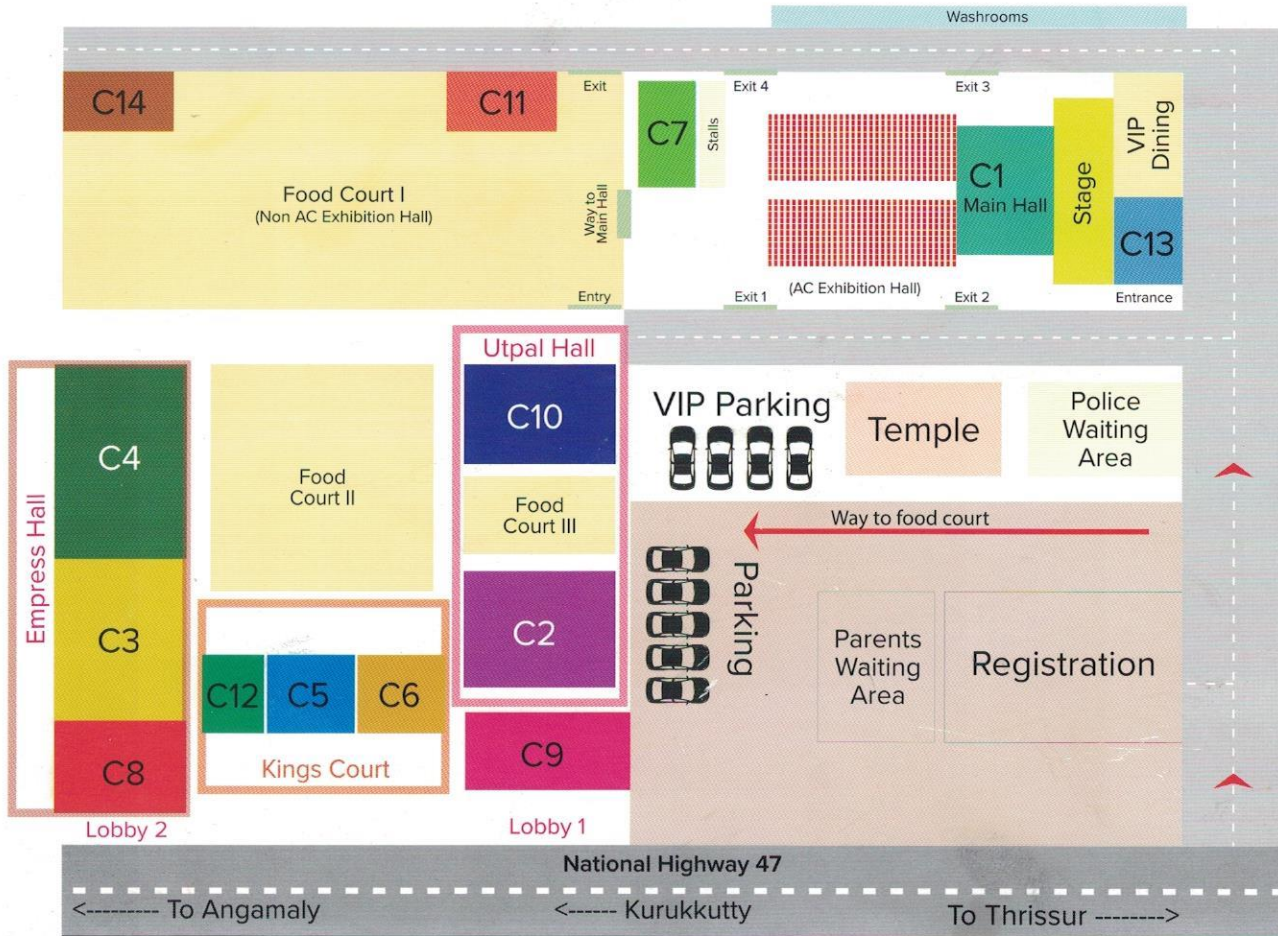 Washrooms
C14
C11
Exit
C7
Stalls
Exit 4
Exit 3
VIP
Dining
Food Court I
(Non AC Exhibition Hall)
Way to
Main Hall
C1
Main Hall
Stage
C13
Entry
Exit 1
(AC Exhibition Hall)
Exit 2
Entrance
Utpal Hall
C10
VIP Parking
Temple
Police
Waiting
Area
Empress Hall
C4
Food
Court II
Food
Court III
Way to food court
C3
C2
Parking
Parents
Waiting
Area
Registration
C12
C5
C6
Kings Court
C8
C9
Lobby 2
Lobby 1
National Highway 47
<--------- To Angamaly
<------ Kurukkutty
To Thrissur -------->